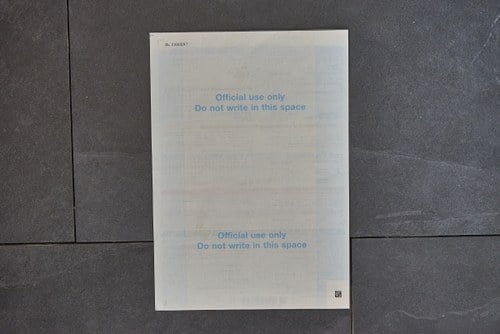 Official use only
Do not write in this space
Official use only
Do not write in this space